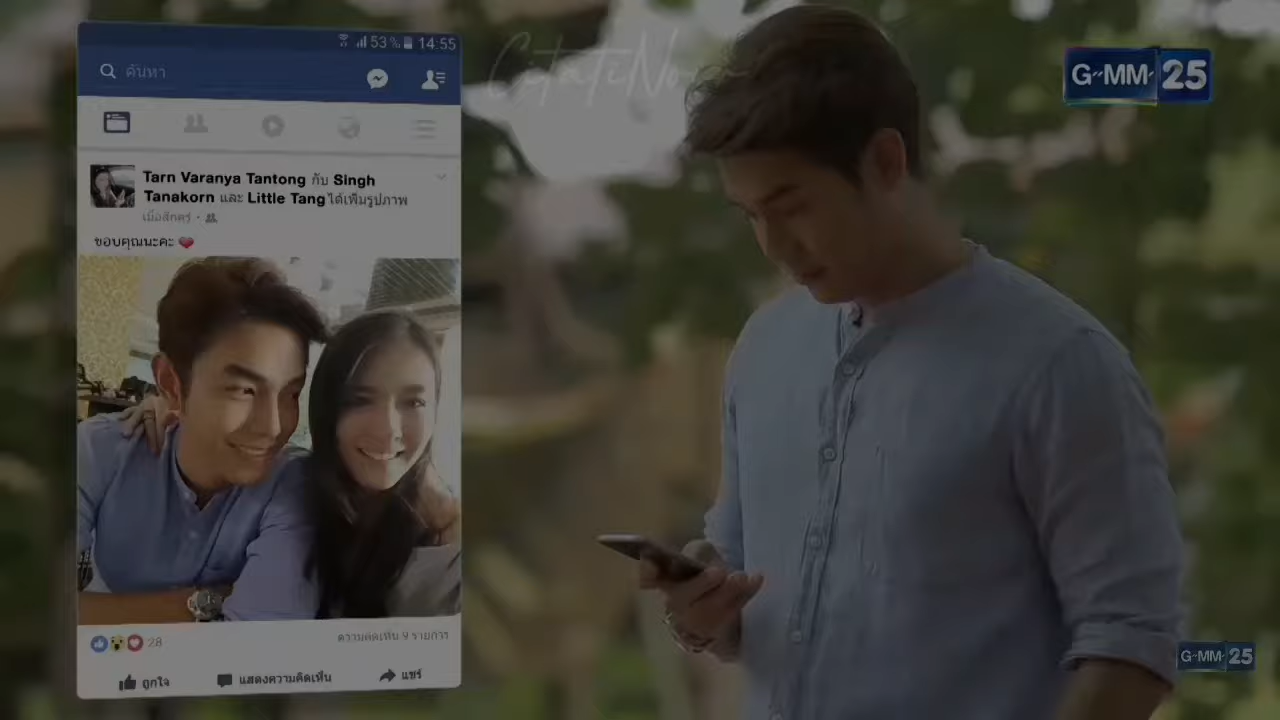 53% 14:55
ค้นหา
CitatiNon
G-MM 25
Tarn Varanya Tantong กับ Singh
Tanakorn และ Little Tang ได้เพิ่มรูปภาพ
เมื่อสักครู่
ขอบคุณนะคะ
28
ความคิดเห็น 9 รายการ
ถูกใจ
แสดงความคิดเห็น
แชร์
G-MM 25